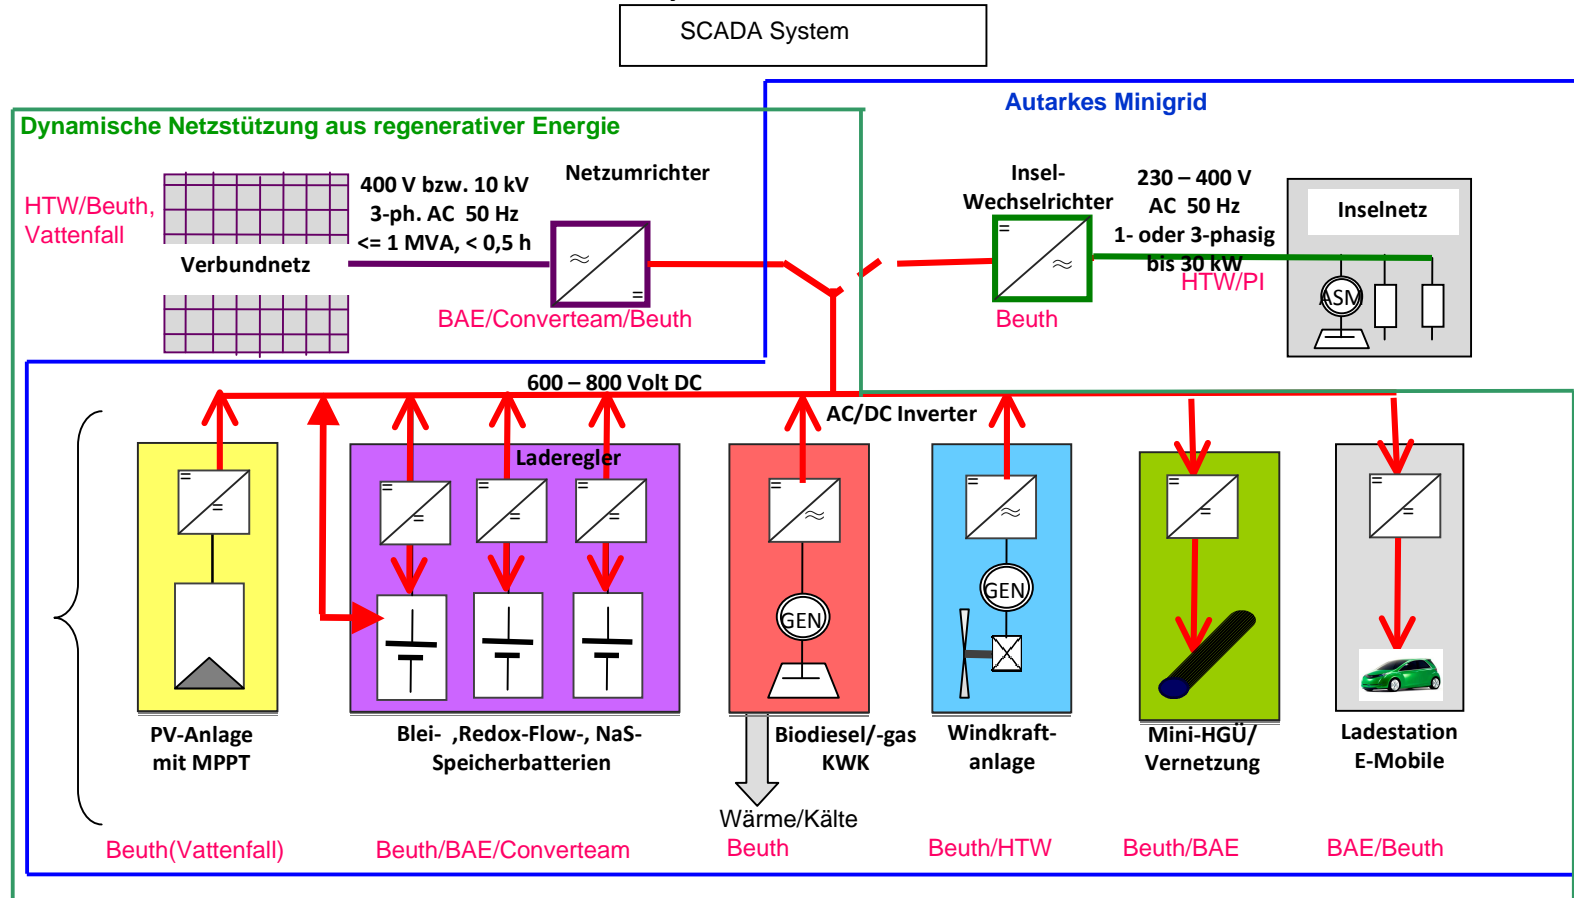 SCADA System
Autarkes Minigrid
Dynamische Netzstützung aus regenerativer Energie
HTW/Beuth,
Vattenfall
Verbundnetz
400 V bzw. 10 kV
3-ph. AC 50 Hz
<= 1 MVA, < 0,5 h
Netzumrichter
BAE/Converteam/Beuth
Insel-
Wechselrichter
Beuth
230 – 400 V
AC 50 Hz
1- oder 3-phasig
bis 30 kW
HTW/PI
Inselnetz
ASM
600 – 800 Volt DC
AC/DC Inverter
Laderegler
GEN
GEN
PV-Anlage
mit MPPT
Blei- ,Redox-Flow-, NaS-
Speicherbatterien
Biodiesel/-gas
KWK
Windkraft-
anlage
Mini-HGÜ/
Vernetzung
Ladestation
E-Mobile
Wärme/Kälte
Beuth(Vattenfall)
Beuth/BAE/Converteam
Beuth
Beuth/HTW
Beuth/BAE
BAE/Beuth